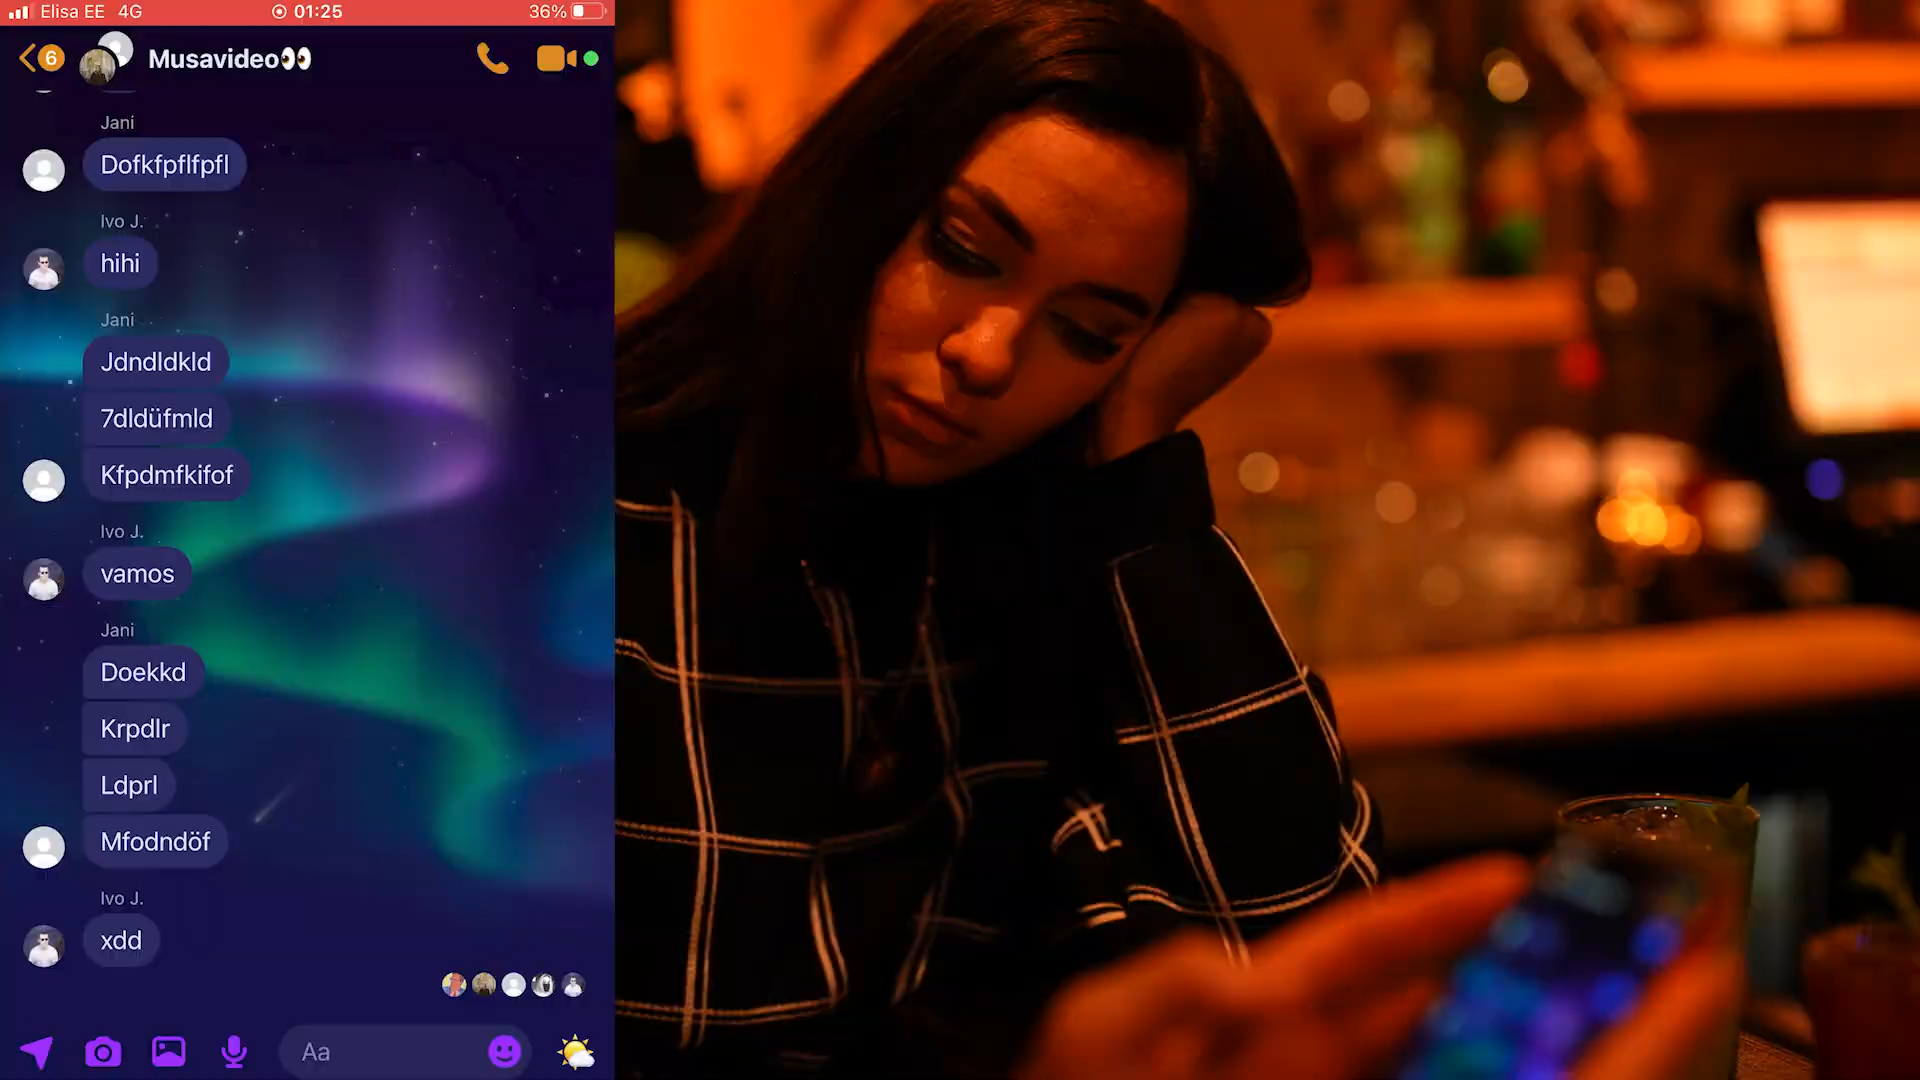 Elisa EE 4G 01:25 36%
6 Musavideo👀
Jani
Dofkfpflfpfl
Ivo J.
hihi
Jani
Jdndldkld
7dldüfmld
Kfpdmfkifof
Ivo J.
vamos
Jani
Doekkd
Krpdlr
Ldprl
Mfodndöf
Ivo J.
xdd
Aa